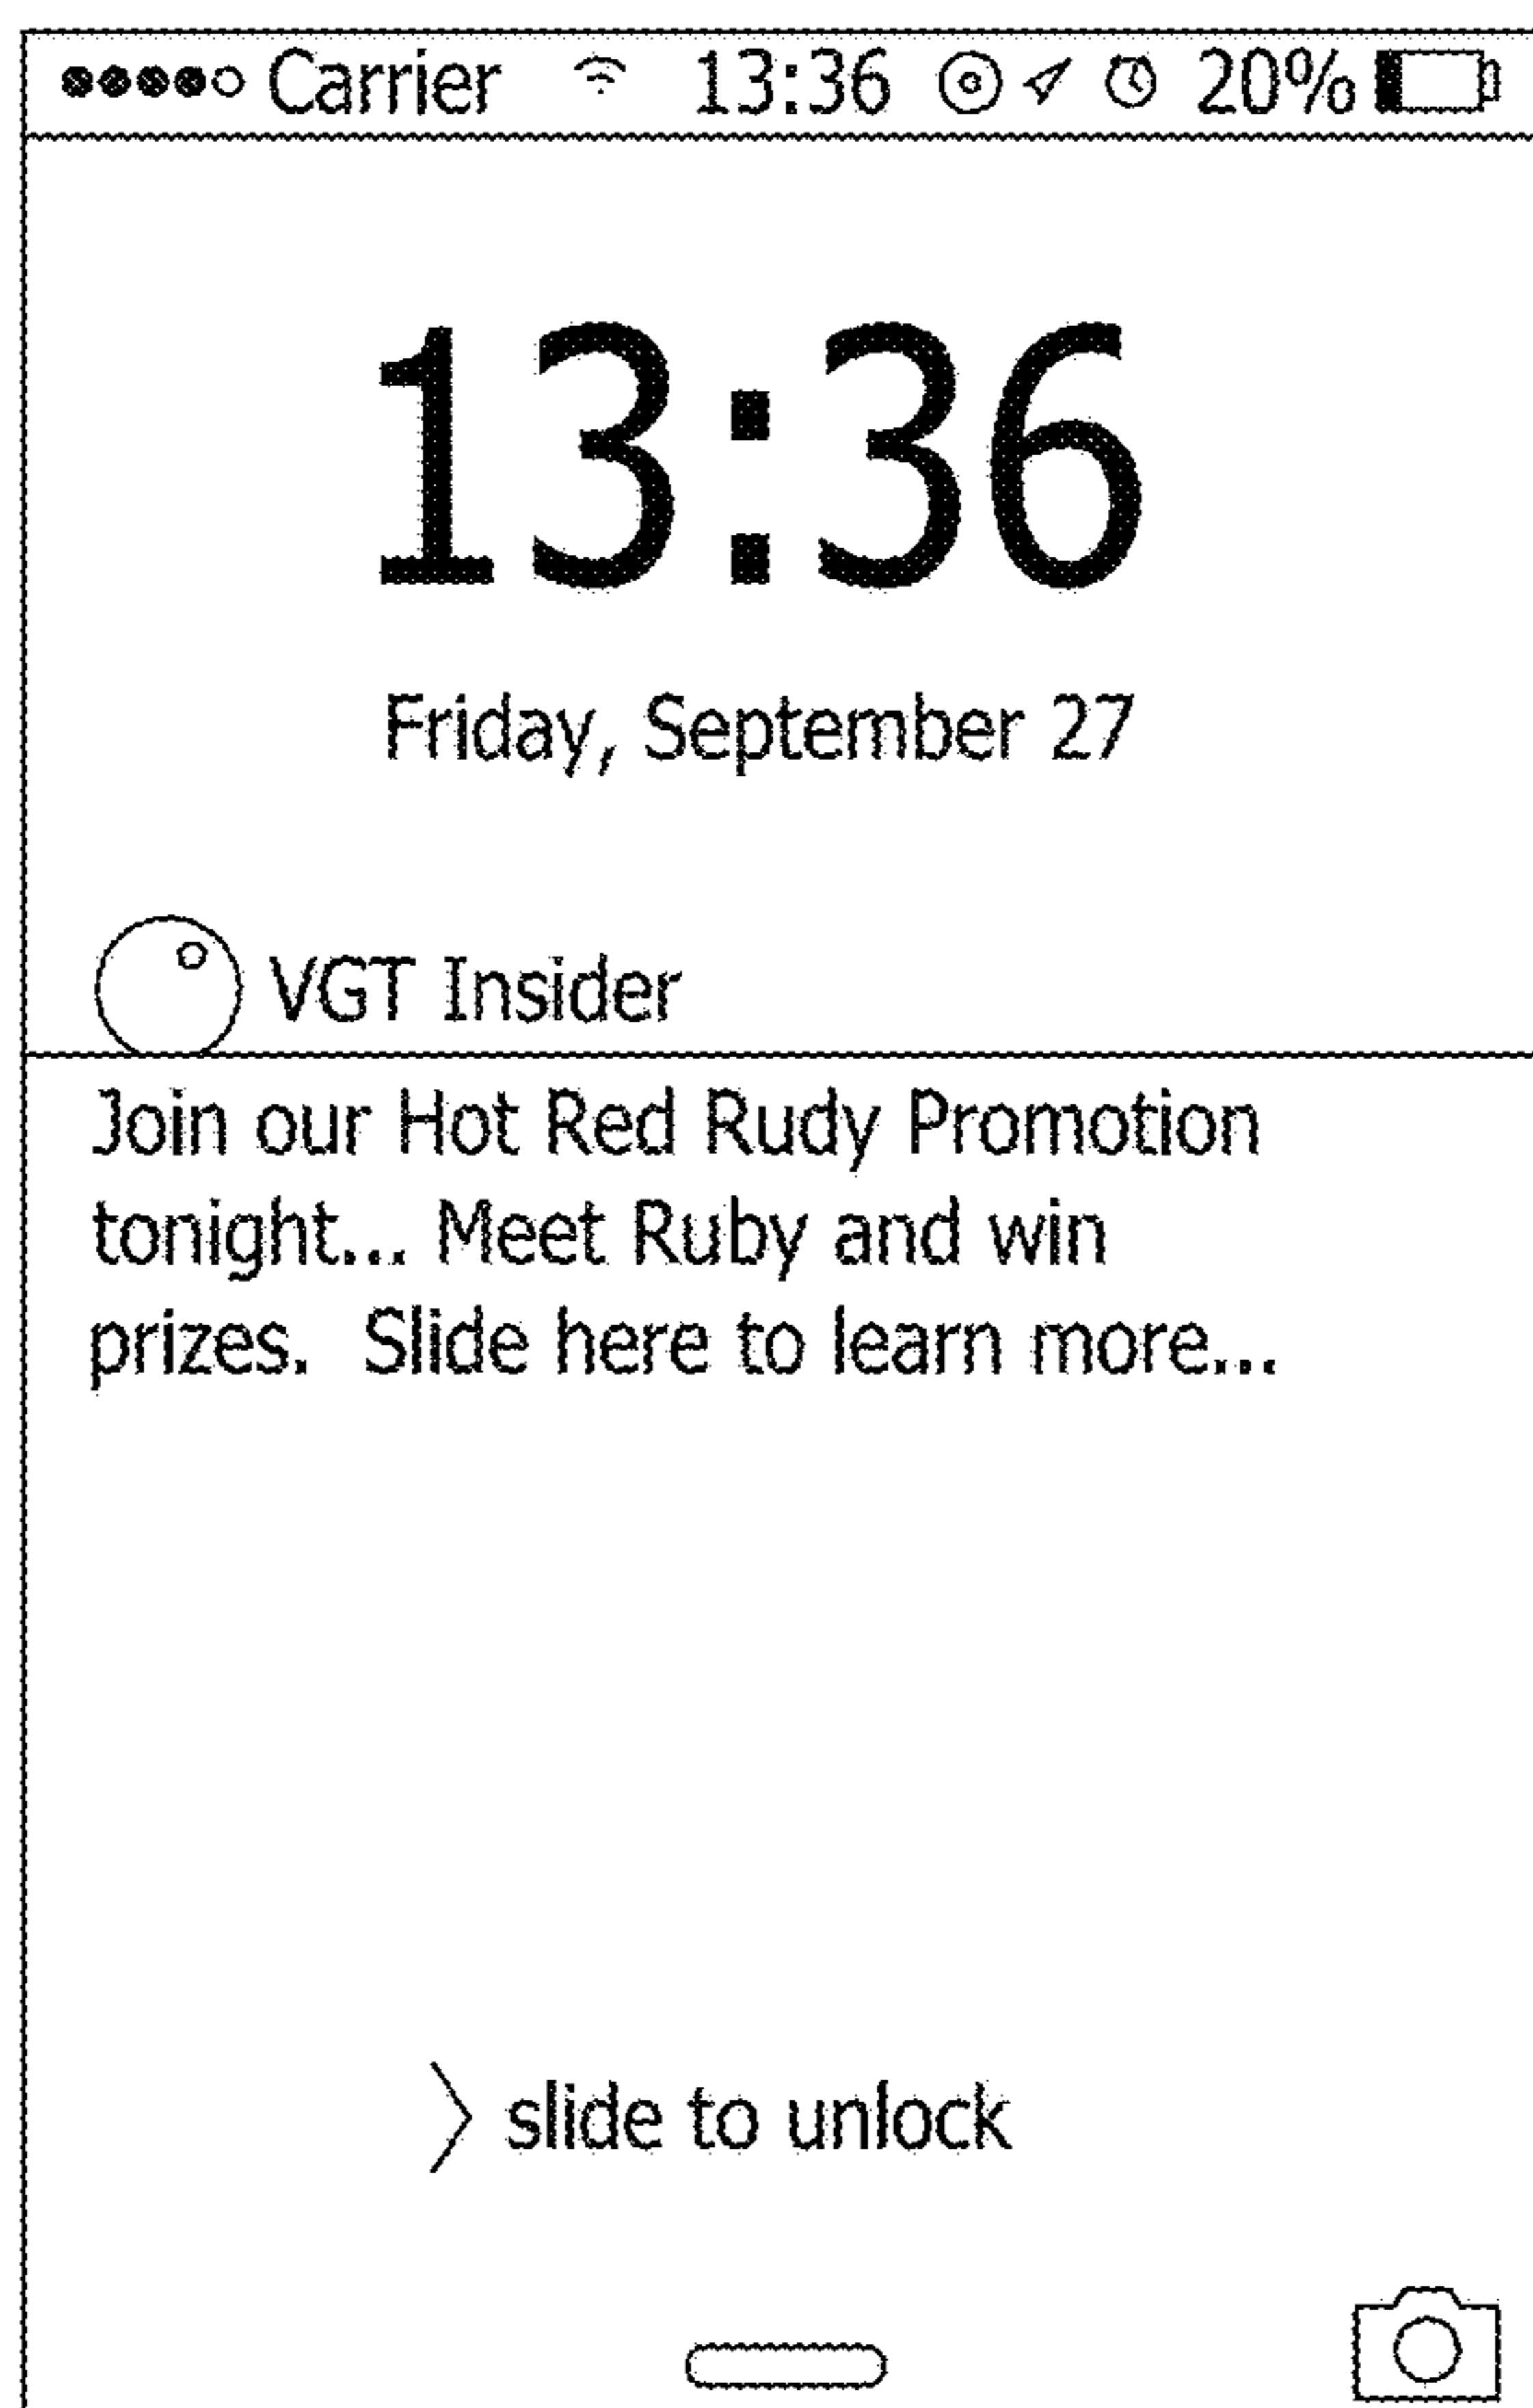 Carrier 13:36 20%
13:36
Friday, September 27
VGT Insider
Join our Hot Red Rudy Promotion
tonight... Meet Ruby and win
prizes.  Slide here to learn more...
slide to unlock